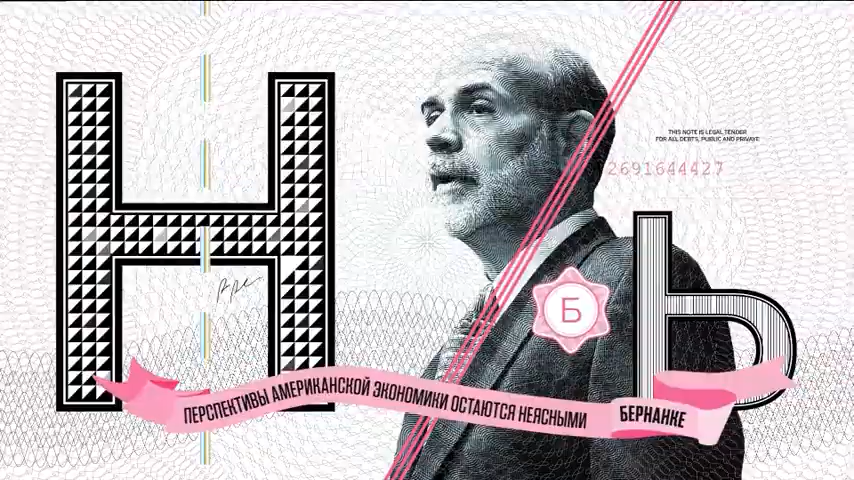 Н
THIS NOTE IS LEGAL TENDER
FOR ALL DEBTS, PUBLIC AND PRIVATE
2691644427
Б
Ь
ПЕРСПЕКТИВЫ АМЕРИКАНСКОЙ ЭКОНОМИКИ ОСТАЮТСЯ НЕЯСНЫМИ
БЕРНАНКЕ